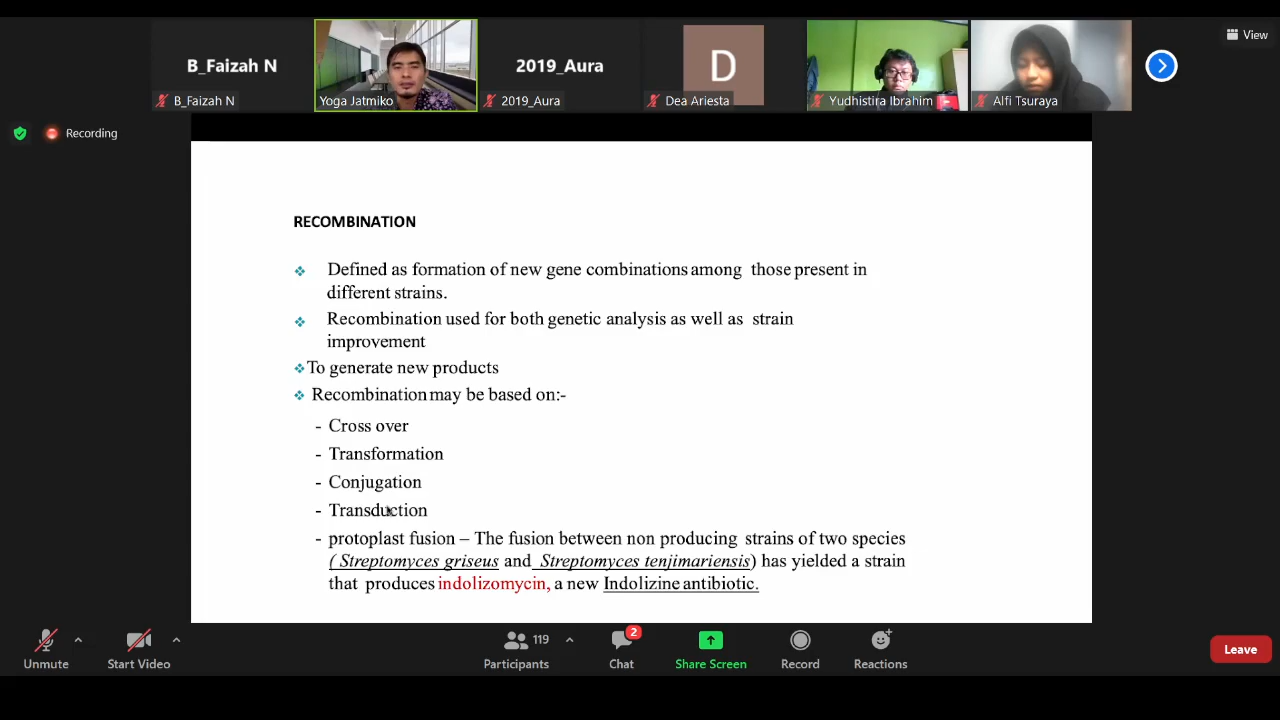 B_Faizah N
2019_Aura
D
View
B_Faizah N
Yoga Jatmiko
2019_Aura
Dea Ariesta
Yudhistira Ibrahim
Alfi Tsuraya
Recording
RECOMBINATION
❖ Defined as formation of new gene combinations among those present in
different strains.
❖ Recombination used for both genetic analysis as well as strain
improvement
❖To generate new products
❖ Recombination may be based on:-
- Cross over
- Transformation
- Conjugation
- Transduction
- protoplast fusion – The fusion between non producing strains of two species
( Streptomyces griseus and Streptomyces tenjimariensis) has yielded a strain
that produces indolizomycin, a new Indolizine antibiotic.
119
2
Unmute
Start Video
Participants
Chat
Share Screen
Record
Reactions
Leave